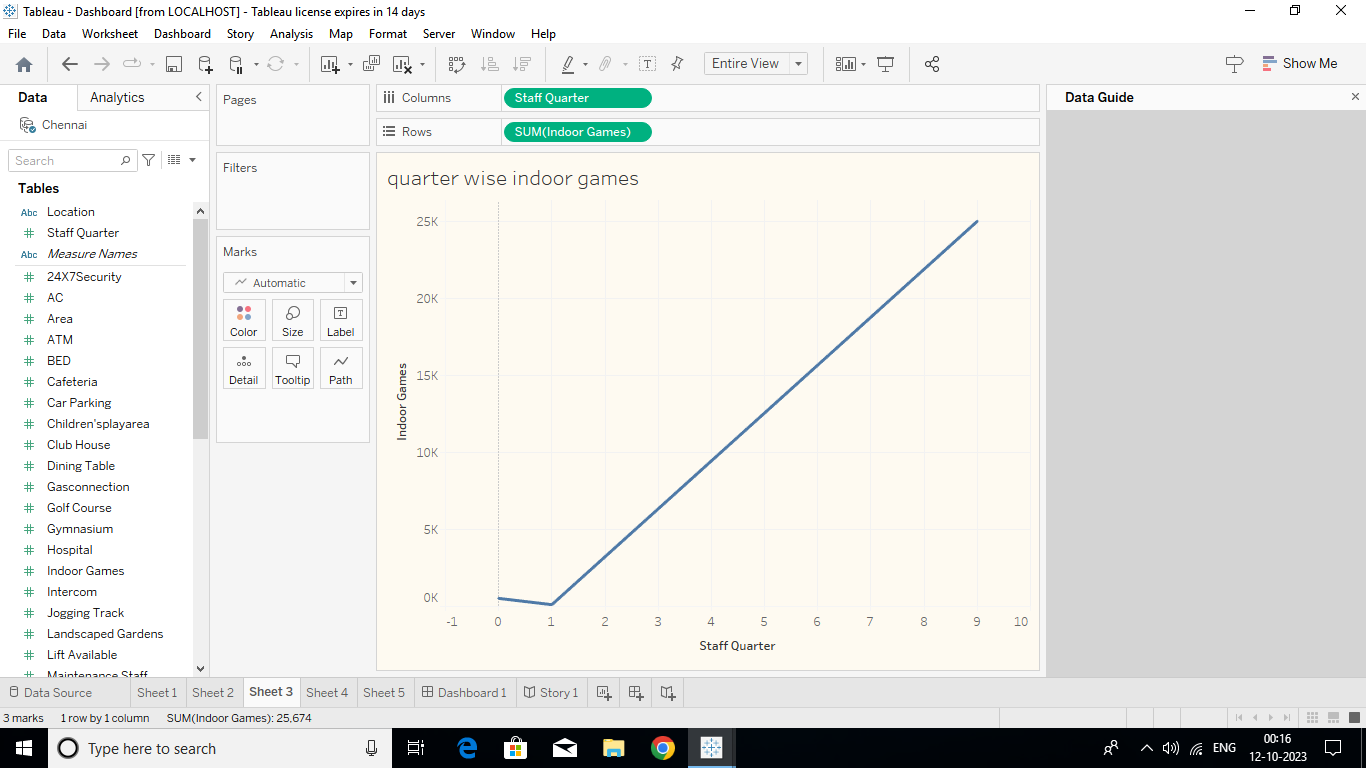 Tableau - Dashboard [from LOCALHOST] - Tableau license expires in 14 days
File Data Worksheet Dashboard Story Analysis Map Format Server Window Help
Entire View
Show Me
Data Analytics
Chennai
Search
Tables
Abc Location
# Staff Quarter
Abc Measure Names
# 24X7Security
# AC
# Area
# ATM
# BED
# Cafeteria
# Car Parking
# Children'splayarea
# Club House
# Dining Table
# Gasconnection
# Golf Course
# Gymnasium
# Hospital
# Indoor Games
# Intercom
# Jogging Track
# Landscaped Gardens
# Lift Available
# Maintenance Staff
Pages
Filters
Marks
Automatic
Color Size Label
Detail Tooltip Path
Columns Staff Quarter
Rows SUM(Indoor Games)
quarter wise indoor games
25K
20K
15K
10K
5K
0K
Indoor Games
-1 0 1 2 3 4 5 6 7 8 9 10
Staff Quarter
Data Guide
Data Source Sheet 1 Sheet 2 Sheet 3 Sheet 4 Sheet 5 Dashboard 1 Story 1
3 marks 1 row by 1 column SUM(Indoor Games): 25,674
Type here to search
ENG
00:16
12-10-2023